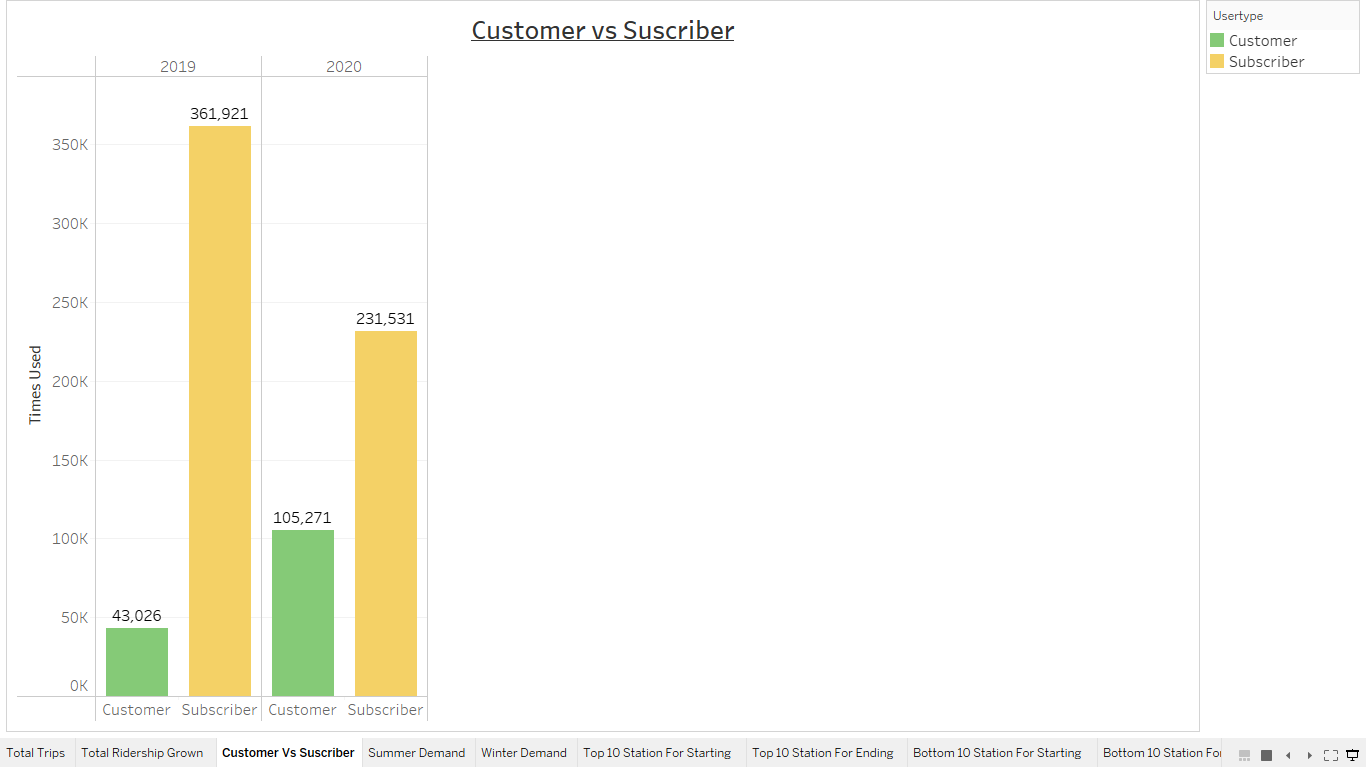 Customer vs Suscriber
Usertype
Customer
Subscriber
2019
2020
361,921
350K
300K
250K
231,531
Times Used
200K
150K
105,271
100K
43,026
50K
0K
Customer
Subscriber
Customer
Subscriber
Total Trips
Total Ridership Grown
Customer Vs Suscriber
Summer Demand
Winter Demand
Top 10 Station For Starting
Top 10 Station For Ending
Bottom 10 Station For Starting
Bottom 10 Station For